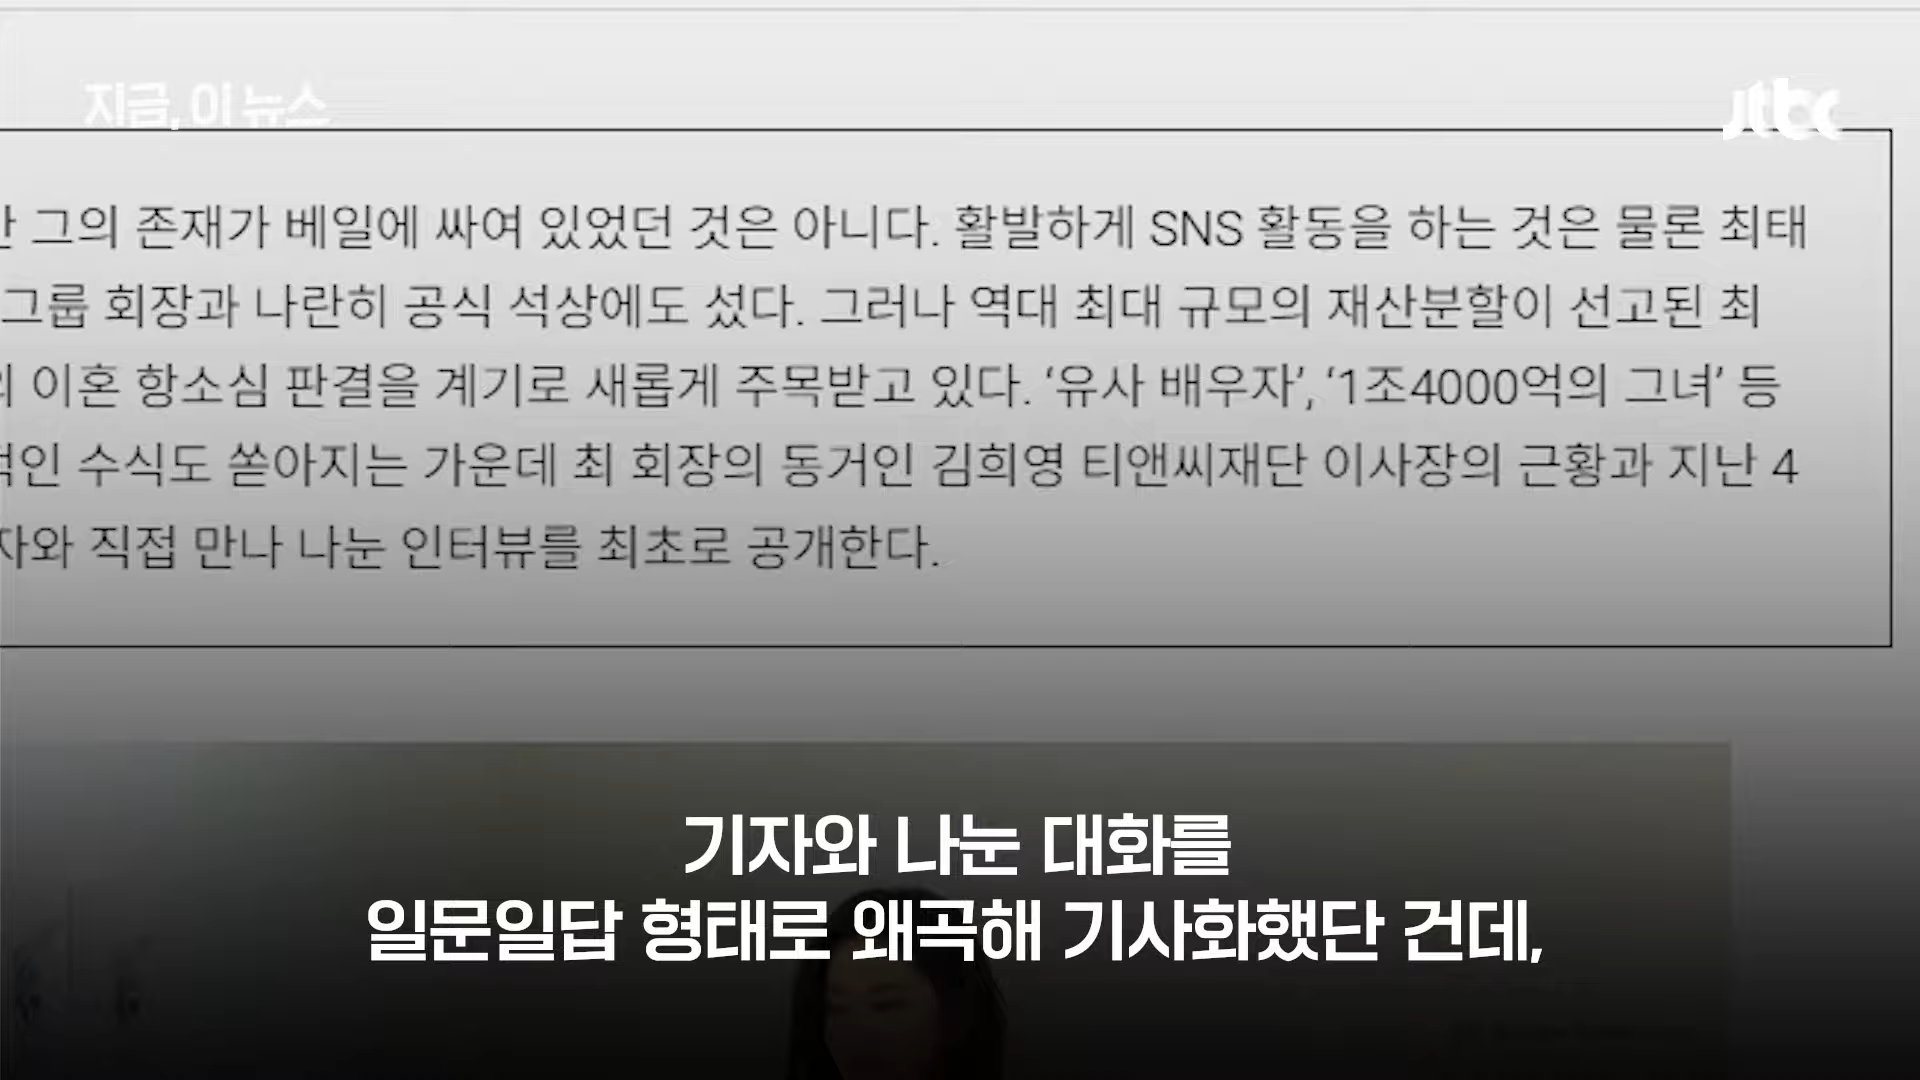 지금, 이 뉴스
jtbc
그의 존재가 베일에 싸여 있었던 것은 아니다. 활발하게 SNS 활동을 하는 것은 물론 최태
그룹 회장과 나란히 공식 석상에도 섰다. 그러나 역대 최대 규모의 재산분할이 선고된 최
의 이혼 항소심 판결을 계기로 새롭게 주목받고 있다. ‘유사 배우자’, ‘1조4000억의 그녀’ 등
적인 수식도 쏟아지는 가운데 최 회장의 동거인 김희영 티앤씨재단 이사장의 근황과 지난 4
자와 직접 만나 나눈 인터뷰를 최초로 공개한다.
기자와 나눈 대화를
일문일답 형태로 왜곡해 기사화했단 건데,